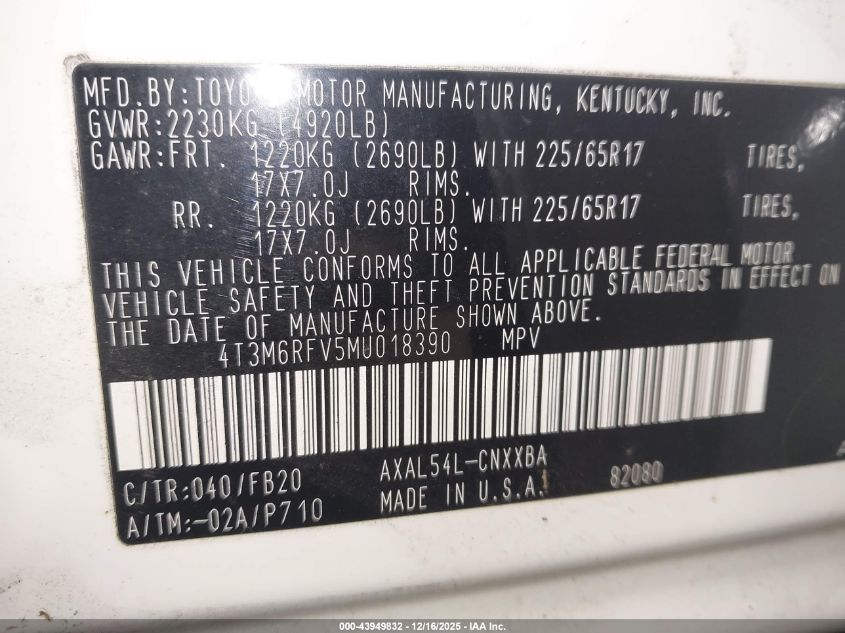 MFD.BY:TOYOTA MOTOR MANUFACTURING, KENTUCKY, INC.
GVWR:2230KG (4920LB)
GAWR:FRT. 1220KG (2690LB) WITH 225/65R17 TIRES,
17X7.0J RIMS.
RR. 1220KG (2690LB) WITH 225/65R17 TIRES,
17X7.0J RIMS.
THIS VEHICLE CONFORMS TO ALL APPLICABLE FEDERAL MOTOR
VEHICLE SAFETY AND THEFT PREVENTION STANDARDS IN EFFECT ON
THE DATE OF MANUFACTURE SHOWN ABOVE.
4T3M6RFV5MU018390 MPV
C/TR:040/FB20 AXAL54L-CNXXBA 82080
A/TM:-02A/P710 MADE IN U.S.A.
000-43949832 - 12/16/2025 - IAA Inc.